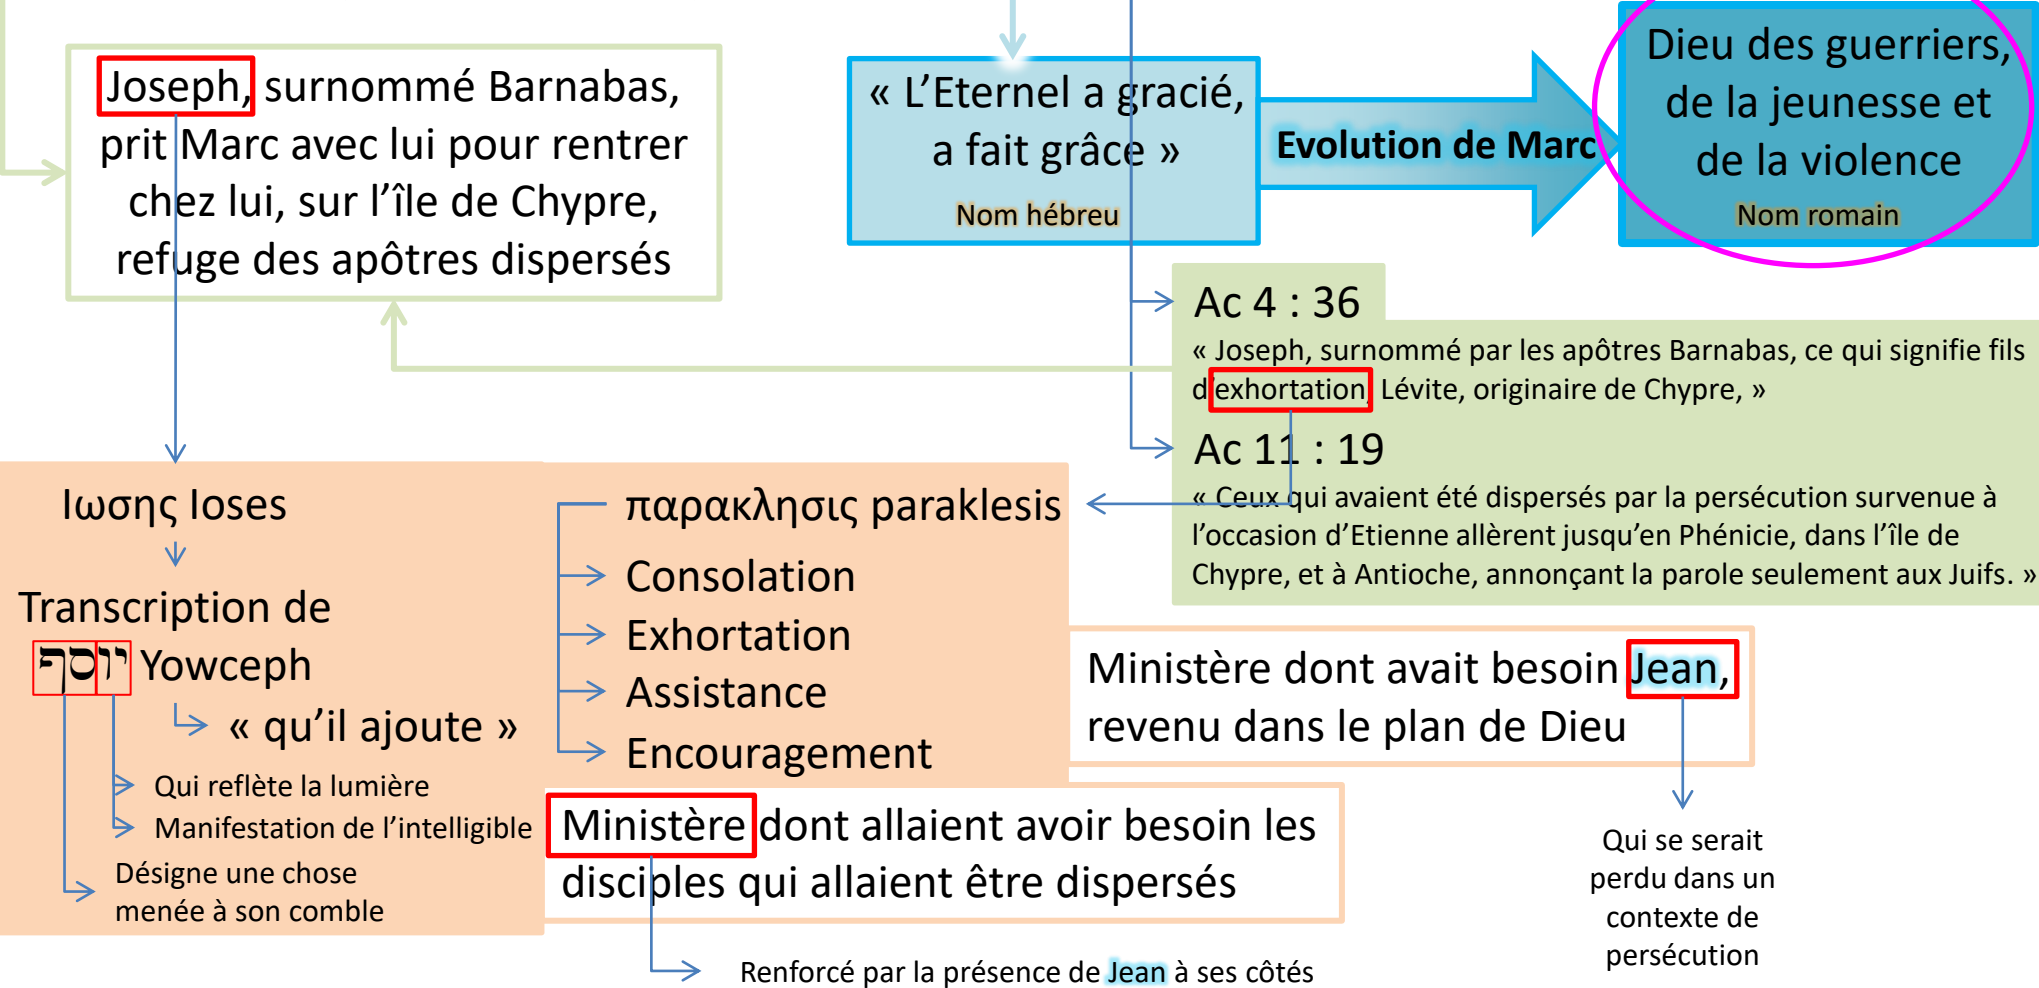 Joseph, surnommé Barnabas,
prit Marc avec lui pour rentrer
chez lui, sur l’île de Chypre,
refuge des apôtres dispersés
« L’Eternel a gracié,
a fait grâce »
Nom hébreu
Evolution de Marc
Dieu des guerriers,
de la jeunesse et
de la violence
Nom romain
Ac 4 : 36
« Joseph, surnommé par les apôtres Barnabas, ce qui signifie fils
d’exhortation, Lévite, originaire de Chypre, »
Ac 11 : 19
« Ceux qui avaient été dispersés par la persécution survenue à
l’occasion d’Etienne allèrent jusqu’en Phénicie, dans l’île de
Chypre, et à Antioche, annonçant la parole seulement aux Juifs. »
Ιωσης Ioses
Transcription de
יוסף Yowceph
« qu’il ajoute »
Qui reflète la lumière
Manifestation de l’intelligible
Désigne une chose
menée à son comble
παρακλησις paraklesis
Consolation
Exhortation
Assistance
Encouragement
Ministère dont avait besoin Jean,
revenu dans le plan de Dieu
Ministère dont allaient avoir besoin les
disciples qui allaient être dispersés
Qui se serait
perdu dans un
contexte de
persécution
Renforcé par la présence de Jean à ses côtés